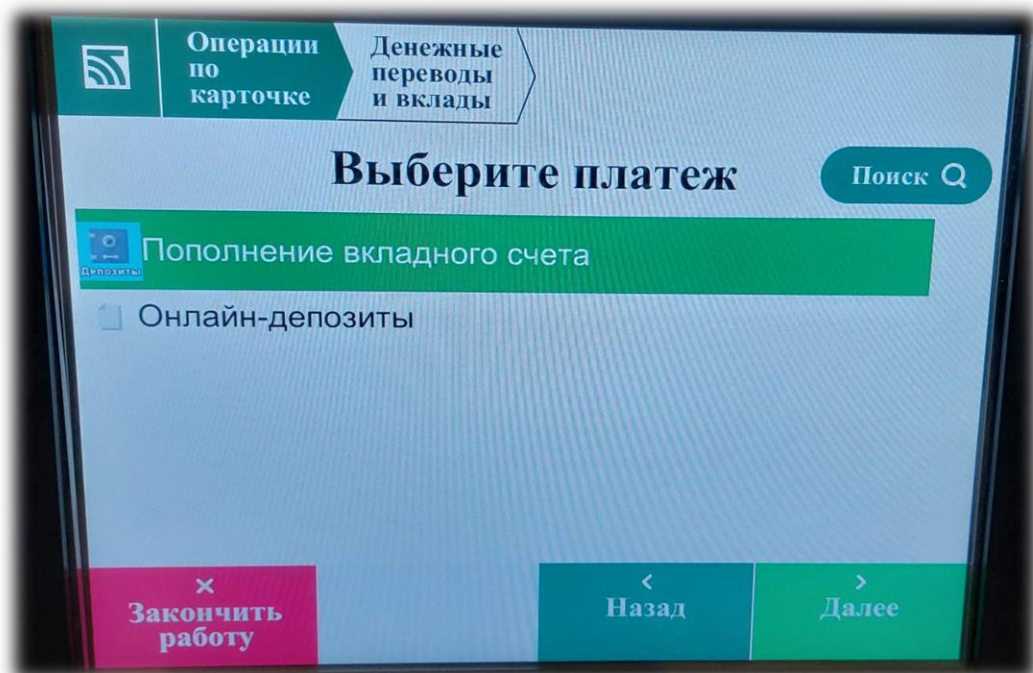 Операции
по
карточке
Денежные
переводы
и вклады
Выберите платеж
Поиск
Депозиты
Пополнение вкладного счета
Онлайн-депозиты
×
Закончить
работу
<
Назад
>
Далее